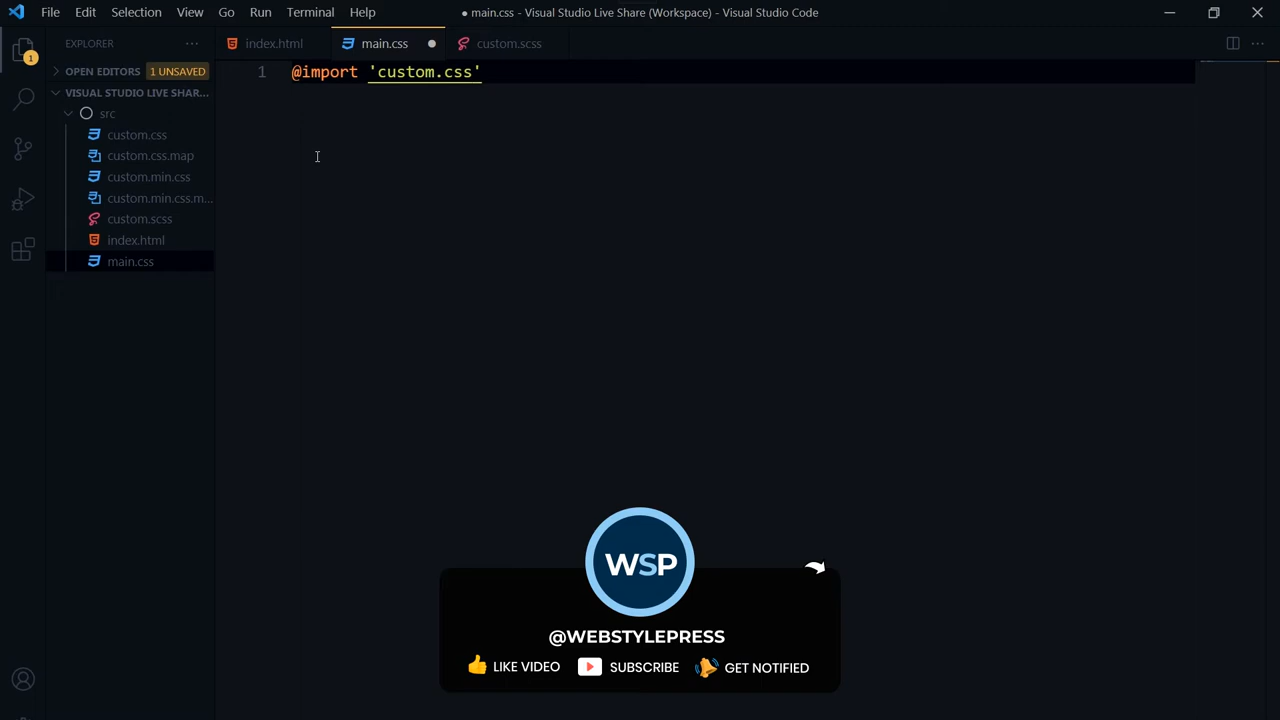 File Edit Selection View Go Run Terminal Help
● main.css - Visual Studio Live Share (Workspace) - Visual Studio Code
EXPLORER
index.html
main.css
custom.scss
OPEN EDITORS
1 UNSAVED
1
@import 'custom.css'
VISUAL STUDIO LIVE SHAR...
src
custom.css
custom.css.map
custom.min.css
custom.min.css.m...
custom.scss
index.html
main.css
1
WSP
@WEBSTYLEPRESS
LIKE VIDEO
SUBSCRIBE
GET NOTIFIED